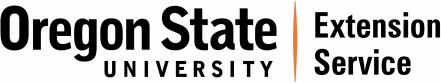 Oregon State
UNIVERSITY
Extension
Service